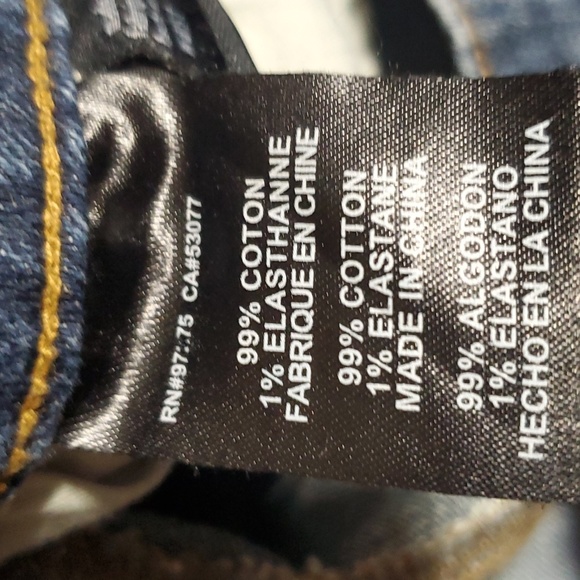 CA#53077
99% COTON
1% ELASTHANNE
FABRIQUE EN CHINE
99% COTTON
1% ELASTANE
MADE IN CHINA
99% ALGODON
1% ELASTANO
HECHO EN LA CHINA